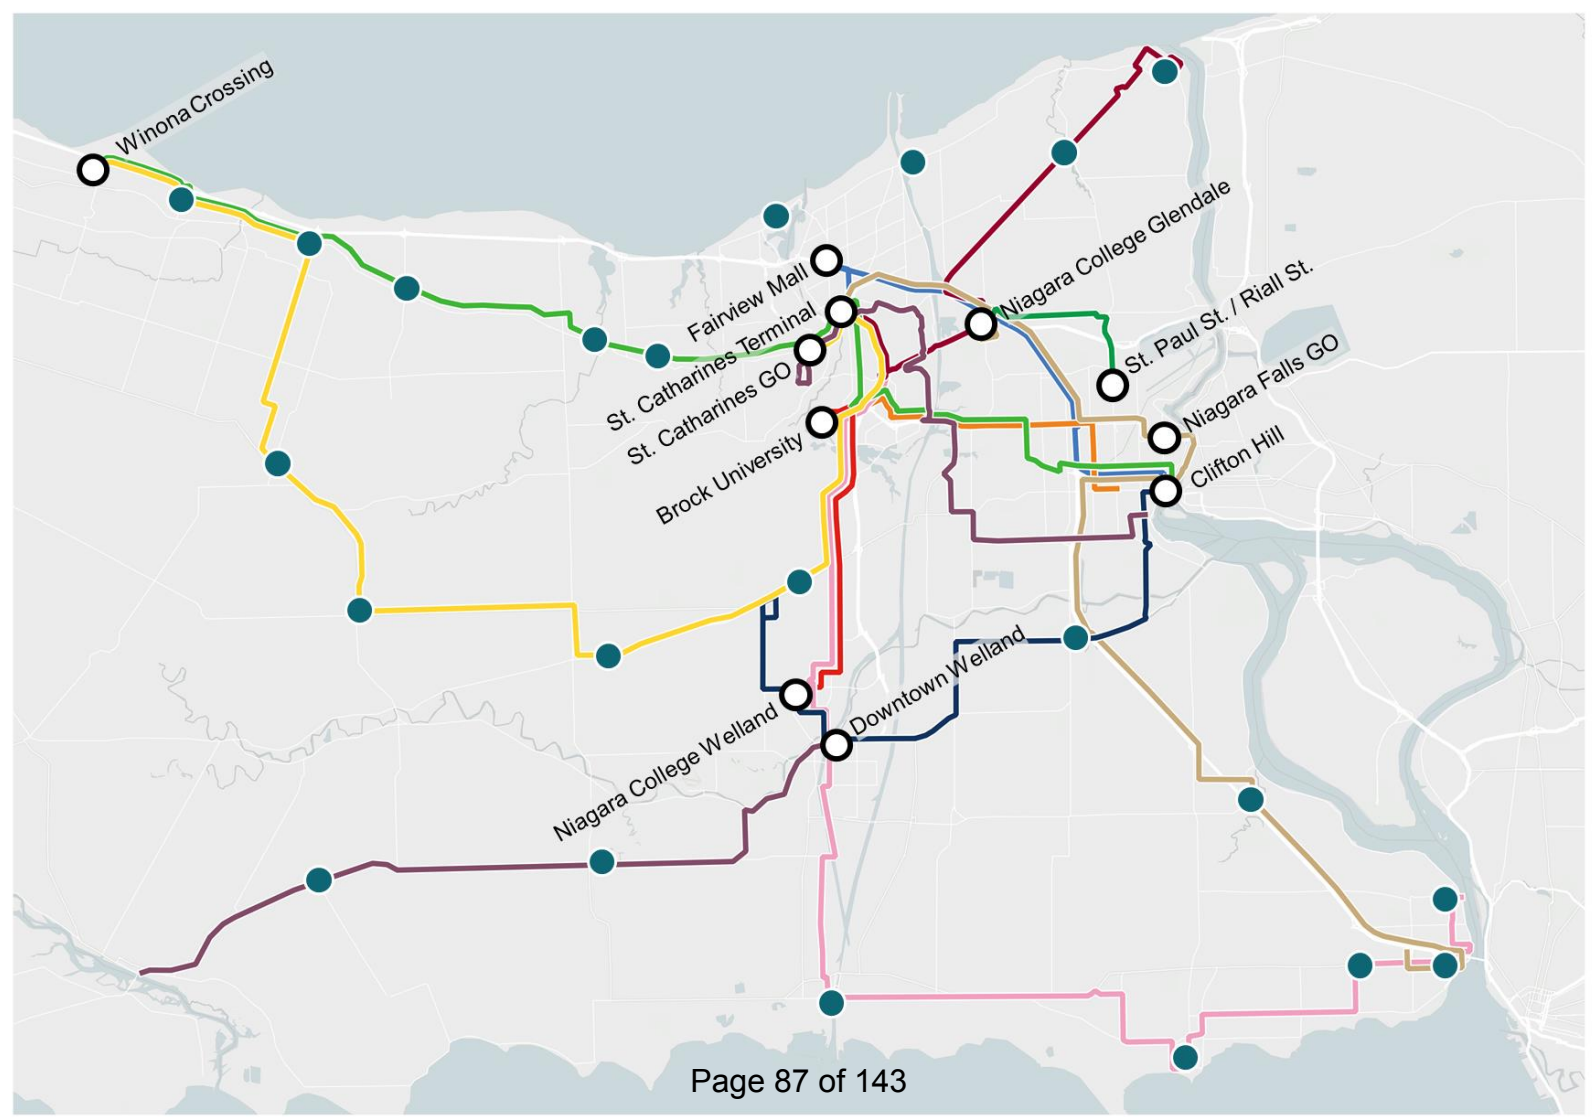 Winona Crossing
Niagara College Glendale
Fairview Mall
St. Catharines Terminal
St. Paul St. / Riall St.
St. Catharines GO
Niagara Falls GO
Brock University
Clifton Hill
Downtown Welland
Niagara College Welland
Page 87 of 143